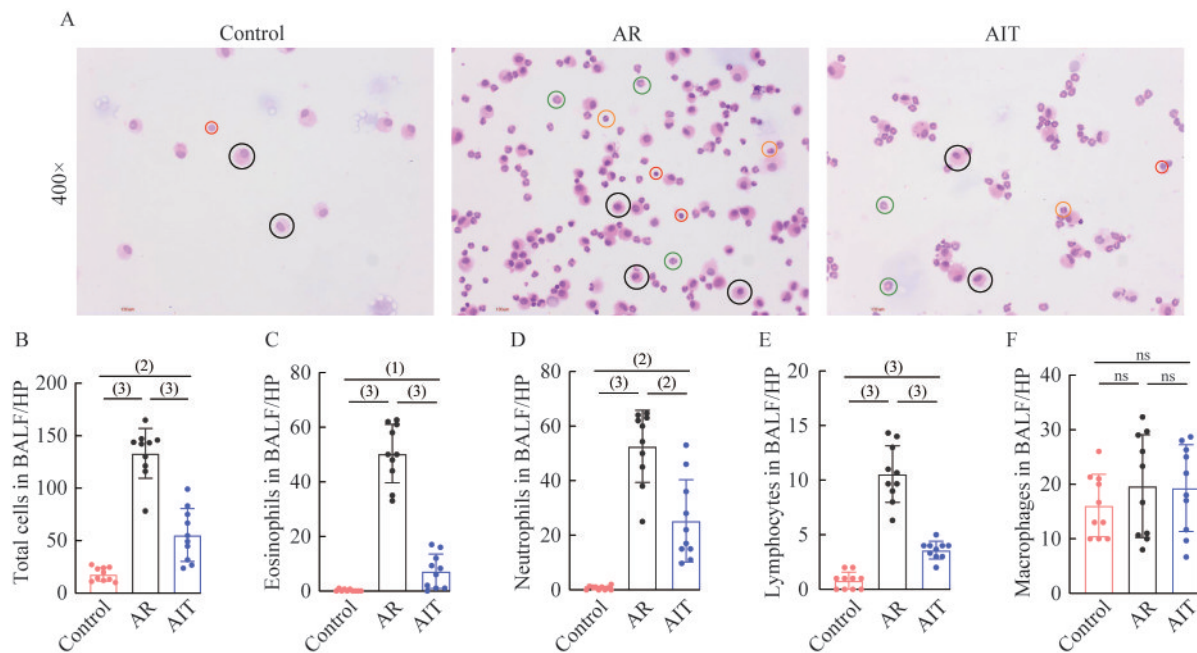 A
Control
AR
AIT
400×
B
Total cells in BALF/HP
200
150
100
50
0
(2)
(3)
(3)
Control
AR
AIT
C
Eosinophils in BALF/HP
80
60
40
20
0
(1)
(3)
(3)
Control
AR
AIT
D
Neutrophils in BALF/HP
80
60
40
20
0
(2)
(3)
(2)
Control
AR
AIT
E
Lymphocytes in BALF/HP
20
15
10
5
0
(3)
(3)
(3)
Control
AR
AIT
F
Macrophages in BALF/HP
40
30
20
10
0
ns
ns
ns
Control
AR
AIT